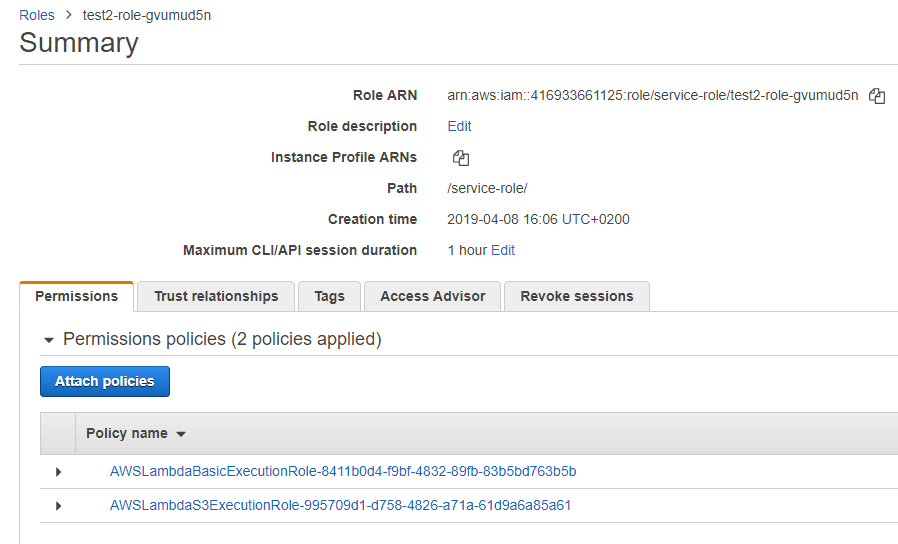 Roles > test2-role-gvumud5n
Summary
Role ARN arn:aws:iam::416933661125:role/service-role/test2-role-gvumud5n
Role description Edit
Instance Profile ARNs
Path /service-role/
Creation time 2019-04-08 16:06 UTC+0200
Maximum CLI/API session duration 1 hour Edit
Permissions Trust relationships Tags Access Advisor Revoke sessions
Permissions policies (2 policies applied)
Attach policies
Policy name
AWSLambdaBasicExecutionRole-8411b0d4-f9bf-4832-89fb-83b5bd763b5b
AWSLambdaS3ExecutionRole-995709d1-d758-4826-a71a-61d9a6a85a61